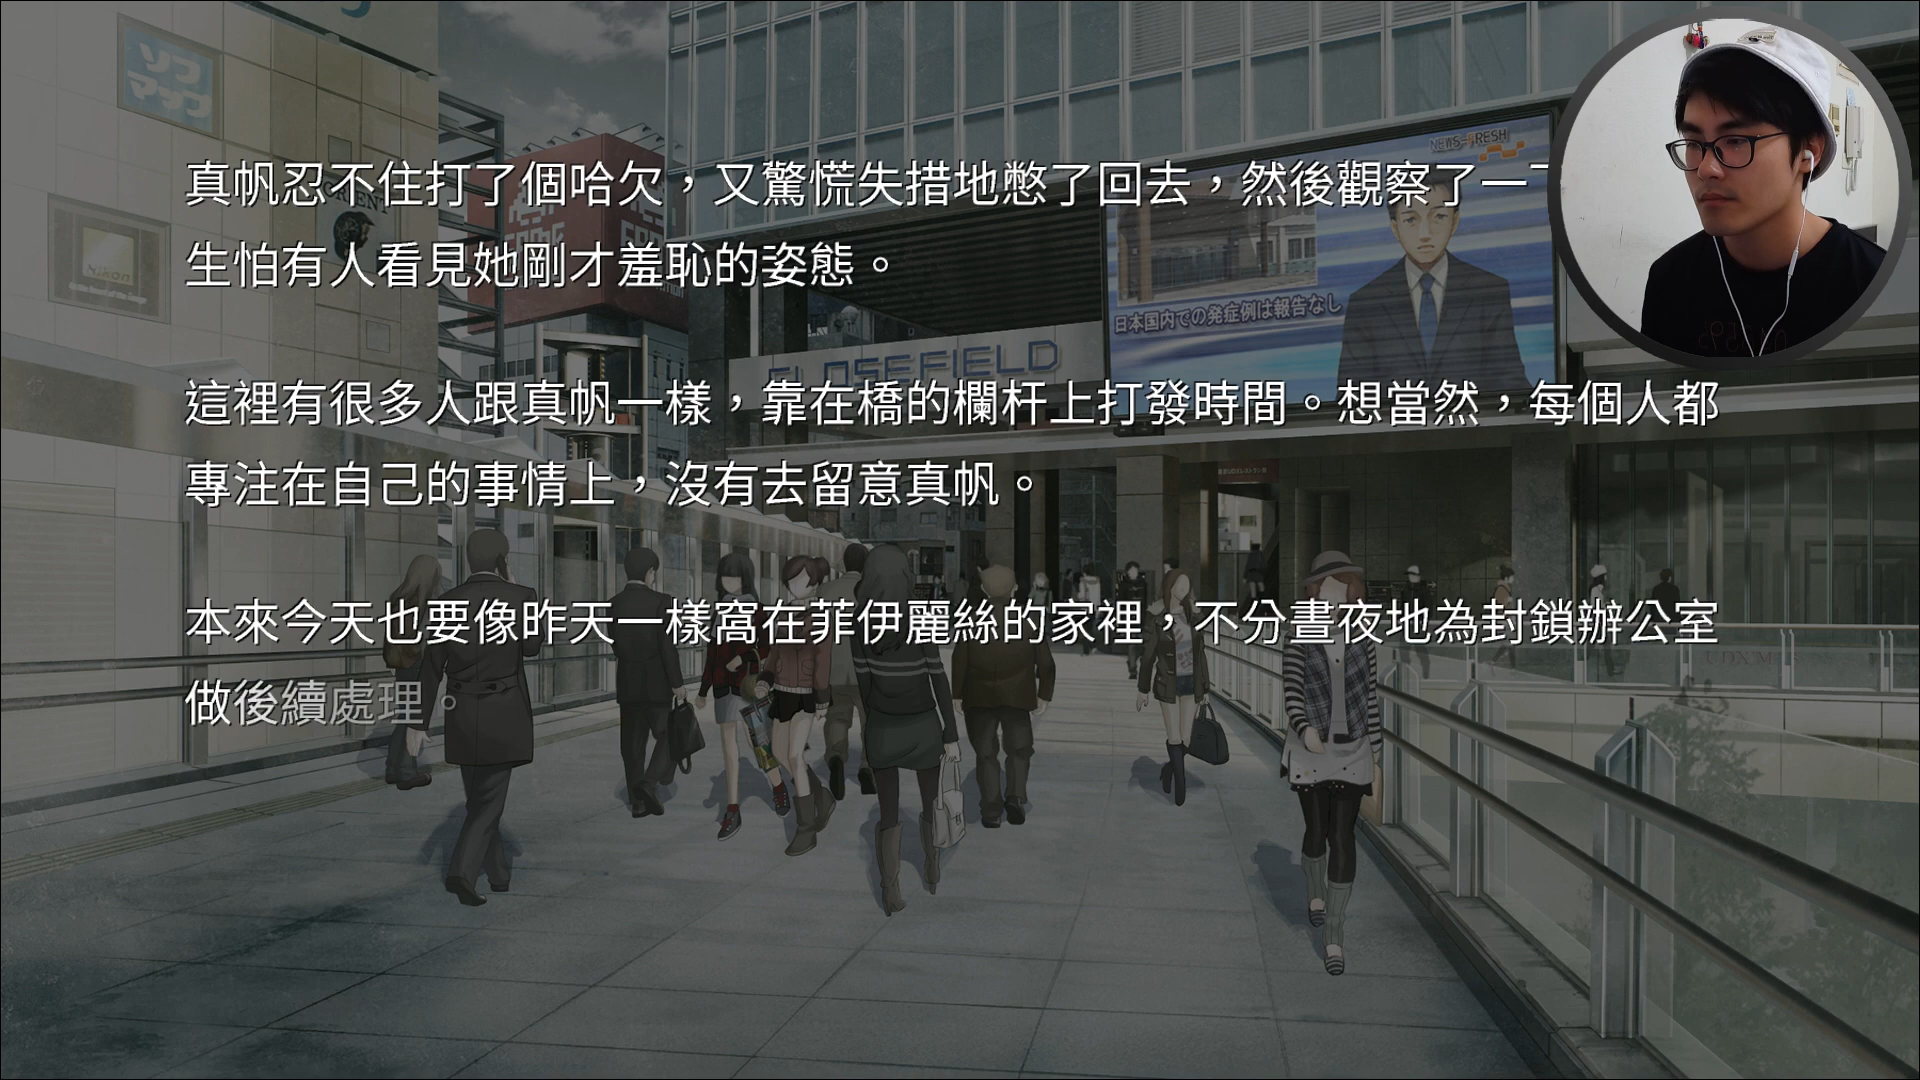 ソフ
マップ
NEWS-FRESH
真帆忍不住打了個哈欠，又驚慌失措地憋了回去，然後觀察了一
生怕有人看見她剛才羞恥的姿態。
日本国内での発症例は報告なし
這裡有很多人跟真帆一樣，靠在橋的欄杆上打發時間。想當然，每個人都
專注在自己的事情上，沒有去留意真帆。
本來今天也要像昨天一樣窩在菲伊麗絲的家裡，不分晝夜地為封鎖辦公室
做後續處理。